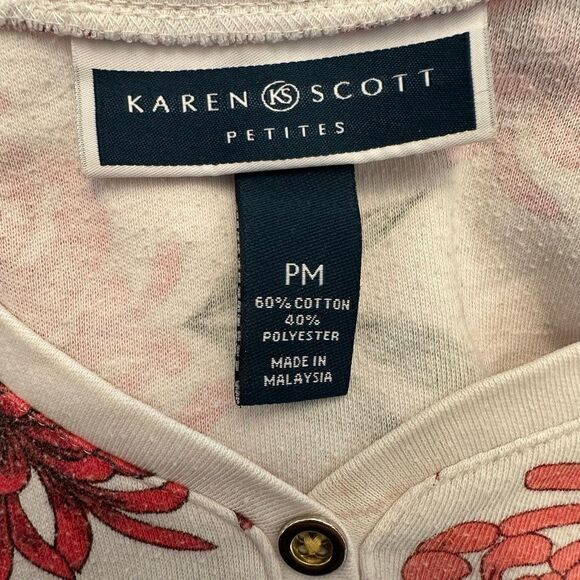 KAREN KS SCOTT
PETITES
PM
60% COTTON
40%
POLYESTER
MADE IN
MALAYSIA